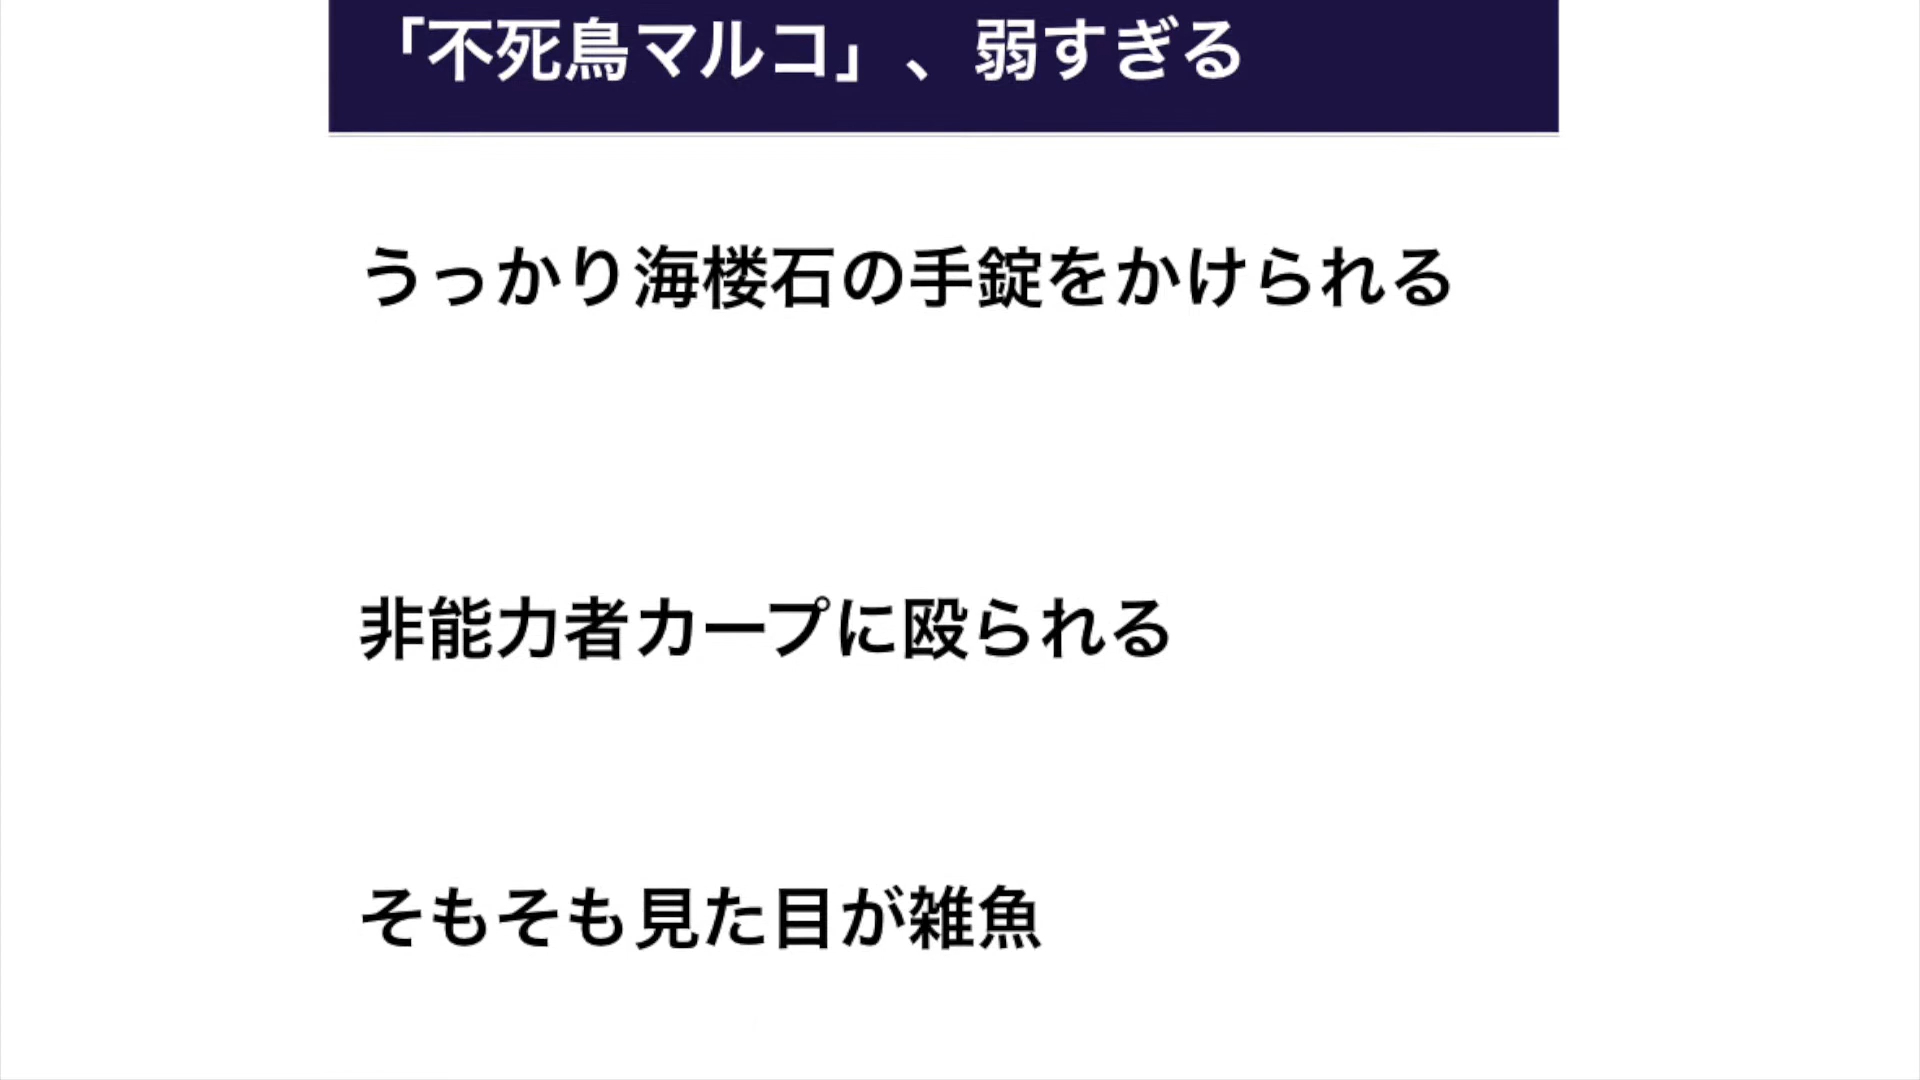 「不死鳥マルコ」、弱すぎる
うっかり海楼石の手錠をかけられる
非能力者カープに殴られる
そもそも見た目が雑魚